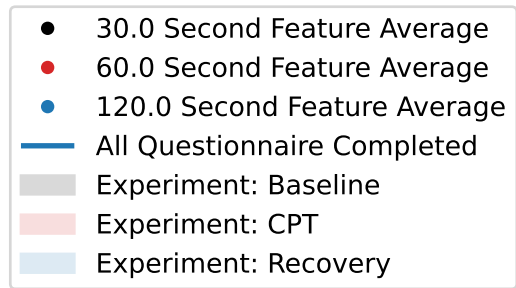 30.0 Second Feature Average
60.0 Second Feature Average
120.0 Second Feature Average
All Questionnaire Completed
Experiment: Baseline
Experiment: CPT
Experiment: Recovery